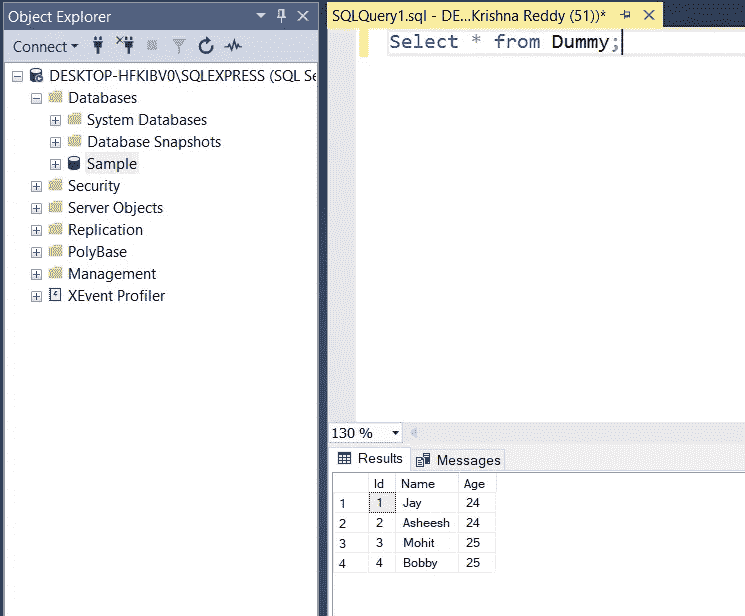 Object Explorer
Connect
DESKTOP-HFKIBV0\SQLEXPRESS (SQL Se
Databases
System Databases
Database Snapshots
Sample
Security
Server Objects
Replication
PolyBase
Management
XEvent Profiler
SQLQuery1.sql - DE...Krishna Reddy (51))*
Select * from Dummy;
130 %
Results Messages
Id Name Age
1 1 Jay 24
2 2 Asheesh 24
3 3 Mohit 25
4 4 Bobby 25